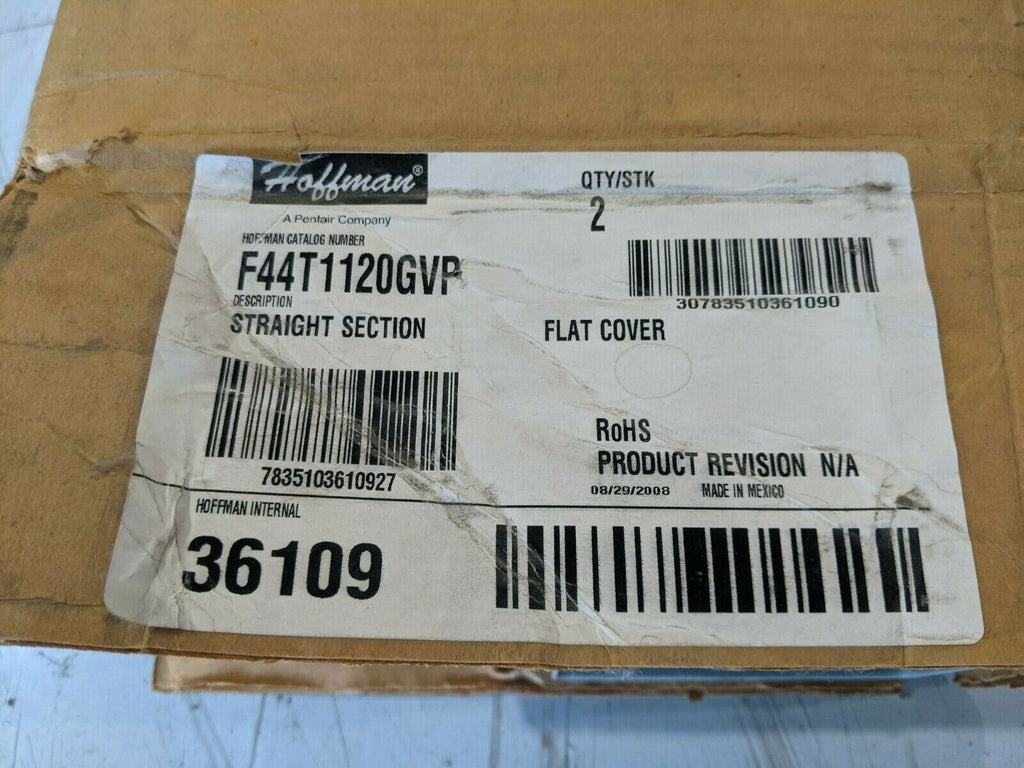 Hoffman®
A Pentair Company
QTY/STK
2
HOFFMAN CATALOG NUMBER
F44T1120GVP
30783510361090
DESCRIPTION
STRAIGHT SECTION
FLAT COVER
7835103610927
RoHS
PRODUCT REVISION N/A
08/29/2008 MADE IN MEXICO
HOFFMAN INTERNAL
36109